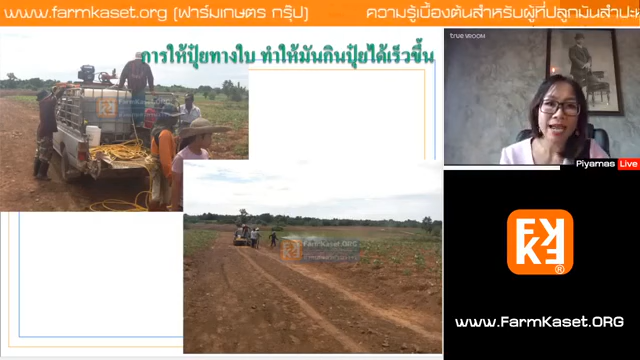 www.farmkaset.org (ฟาร์มเกษตร กรุ๊ป) ความรู้เบื้องต้นสำหรับผู้ที่ปลูกมันสำปะ
การให้ปุ๋ยทางใบ ทำให้มันกินปุ๋ยได้เร็วขึ้น
true VROOM
Piyamas Live
FarmKaset.ORG
FK
KF
®
www.FarmKaset.ORG